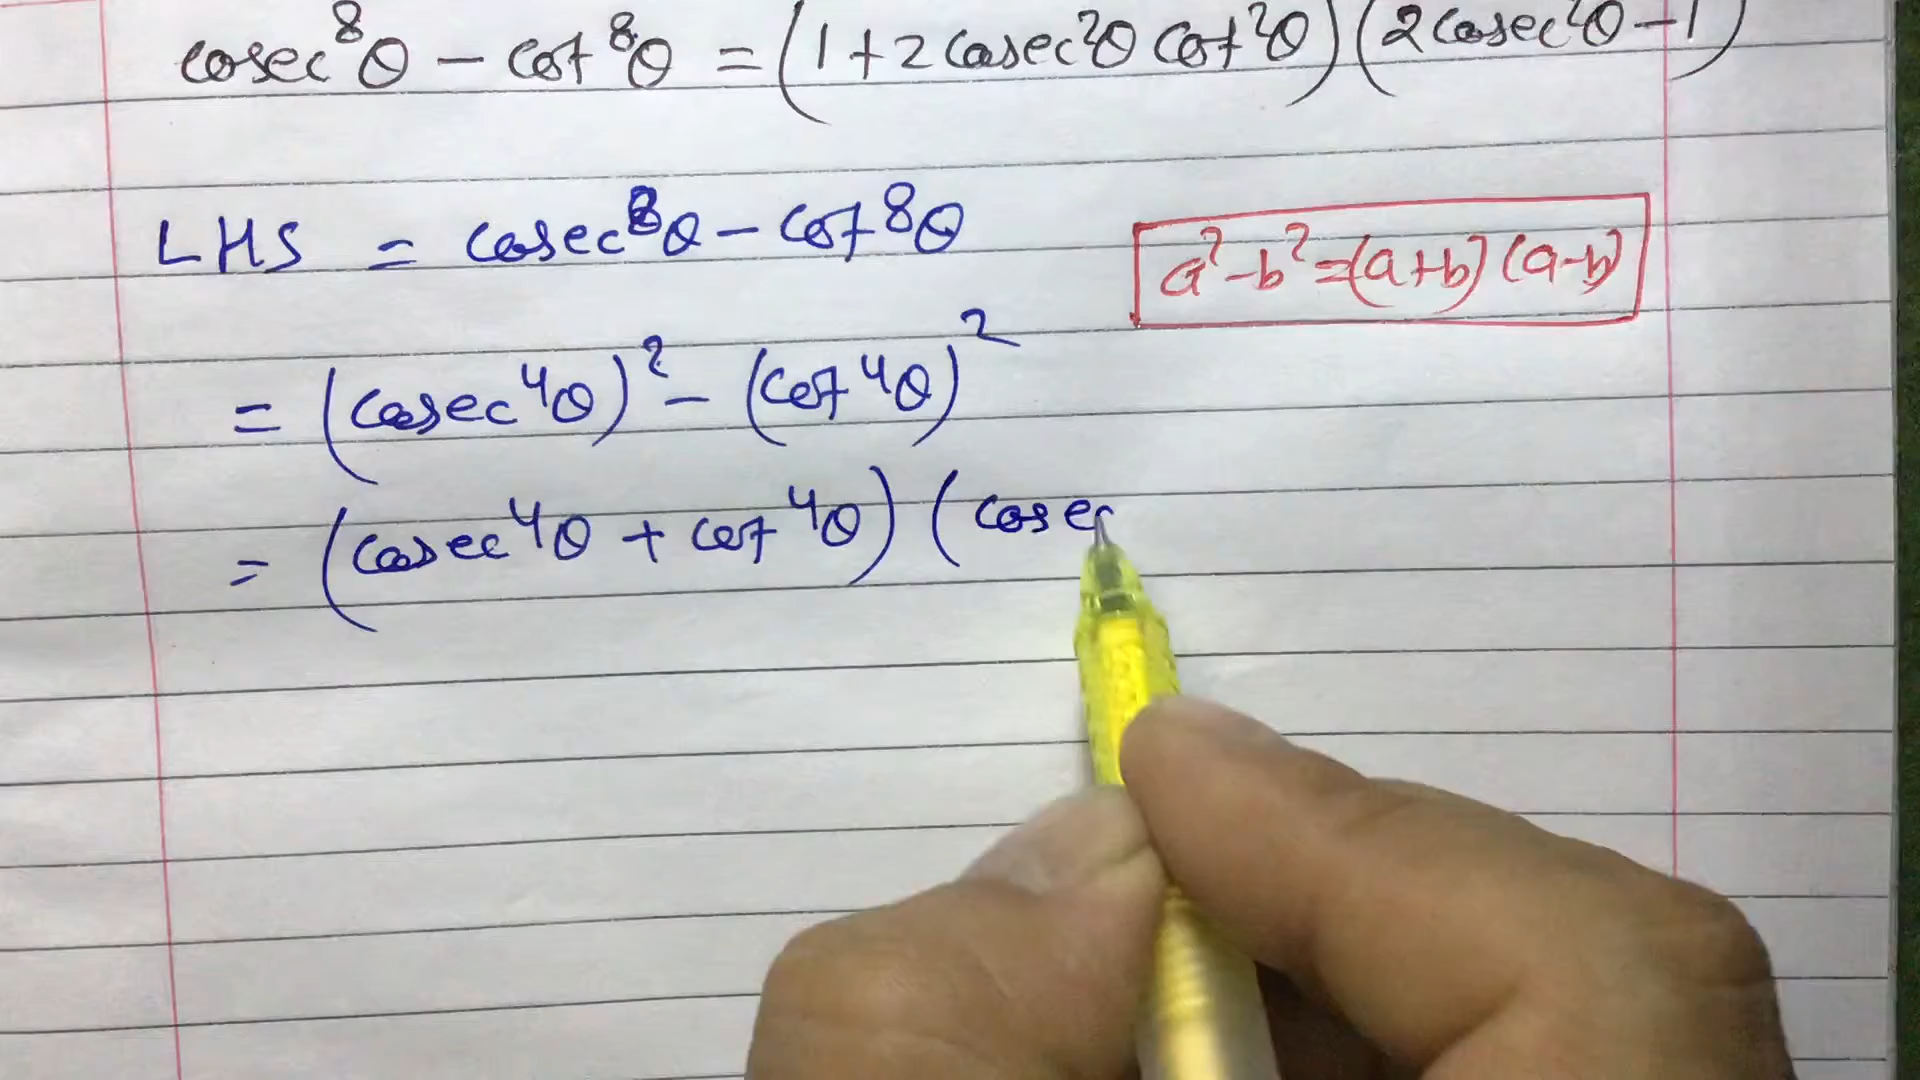 cosec⁸θ - cot⁸θ = (1 + 2 cosec²θ cot²θ) (2 cosec²θ - 1)
LHS = cosec⁸θ - cot⁸θ
a² - b² = (a+b) (a-b)
= (cosec⁴θ)² - (cot⁴θ)²
= (cosec⁴θ + cot⁴θ) (cosec